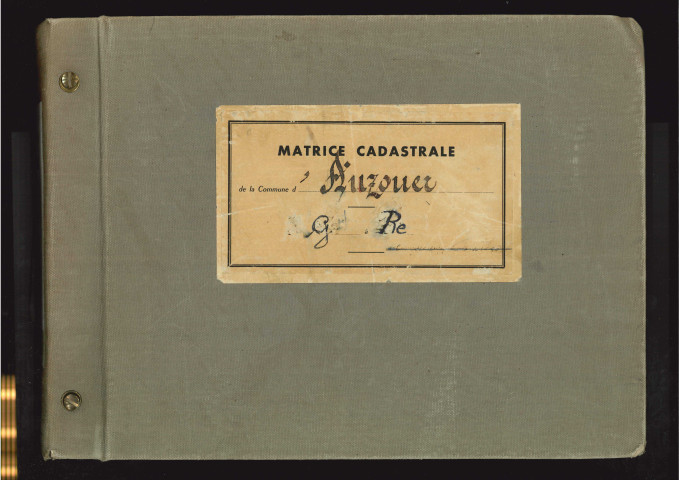 MATRICE CADASTRALE
de la Commune d' Auzouer
G Re